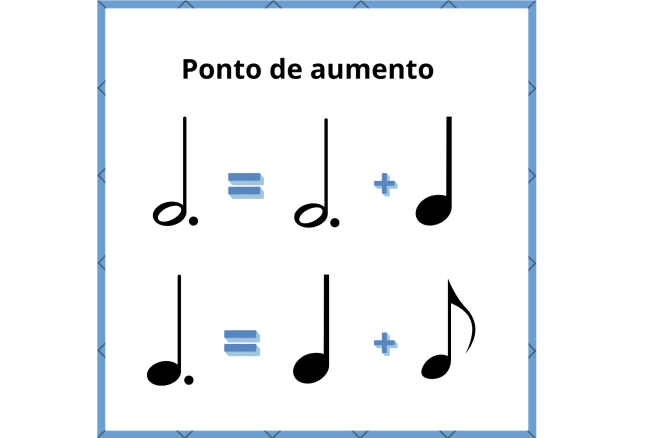 Ponto de aumento
= +
= +